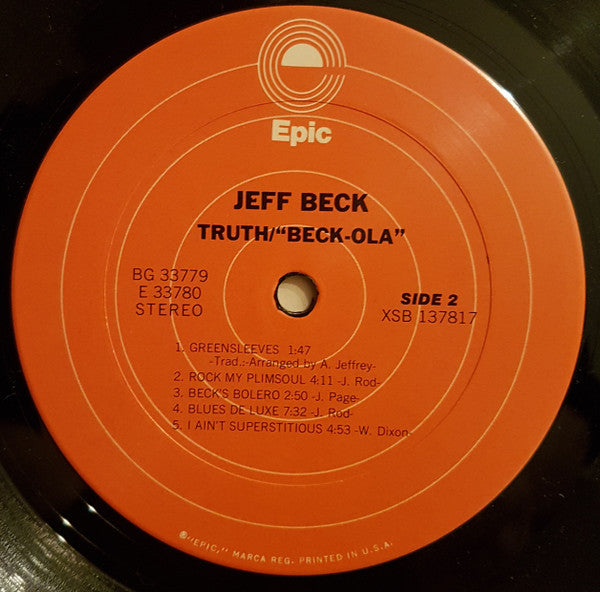 Epic
JEFF BECK
TRUTH/“BECK-OLA”
BG 33779
E 33780
STEREO
SIDE 2
XSB 137817
1. GREENSLEEVES 1:47
-Trad.:-Arranged by A. Jeffrey-
2. ROCK MY PLIMSOUL 4:11 -J. Rod-
3. BECK'S BOLERO 2:50 -J. Page-
4. BLUES DE LUXE 7:32 -J. Rod-
5. I AIN'T SUPERSTITIOUS 4:53 -W. Dixon-
®“EPIC,” MARCA REG. PRINTED IN U.S.A.